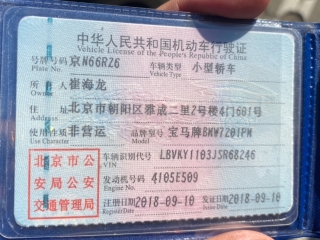 中华人民共和国机动车行驶证
Vehicle License of the People's Republic of China
号牌号码 京N66RZ6 车辆类型 小型轿车
Plate No. Vehicle Type
所有人 崔海龙
Owner
住址 北京市朝阳区雅成二里2号楼4门601号
Address
使用性质 非营运 品牌型号 宝马牌BMW7201PM
Use Character Model
北京市公安局公安交通管理局
车辆识别代号 LBVKY1103JSR68246
VIN
发动机号码 4105E509
Engine No.
注册日期 2018-09-10 发证日期 2018-09-10
Register Date Issue Date